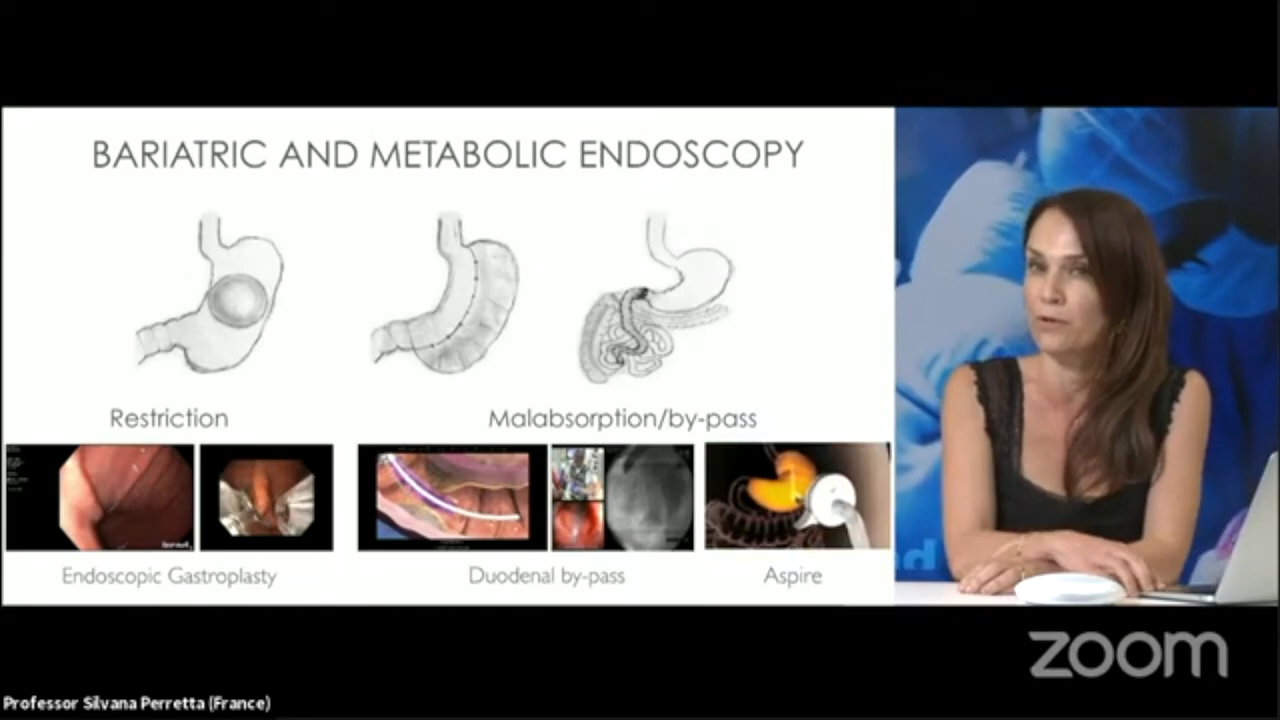 BARIATRIC AND METABOLIC ENDOSCOPY
Restriction
Malabsorption/by-pass
Endoscopic Gastroplasty
Duodenal by-pass
Aspire
nd
zoom
Professor Silvana Perretta (France)